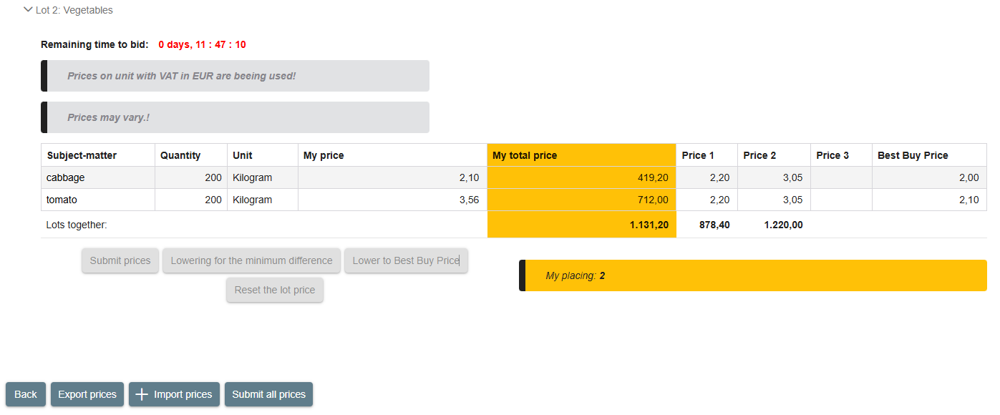 Lot 2: Vegetables
Remaining time to bid: 0 days, 11 : 47 : 10
Prices on unit with VAT in EUR are beeing used!
Prices may vary.!
Subject-matter Quantity Unit My price My total price Price 1 Price 2 Price 3 Best Buy Price
cabbage 200 Kilogram 2,10 419,20 2,20 3,05 2,00
tomato 200 Kilogram 3,56 712,00 2,20 3,05 2,10
Lots together: 1.131,20 878,40 1.220,00
Submit prices Lowering for the minimum difference Lower to Best Buy Price
My placing: 2
Reset the lot price
Back Export prices Import prices Submit all prices